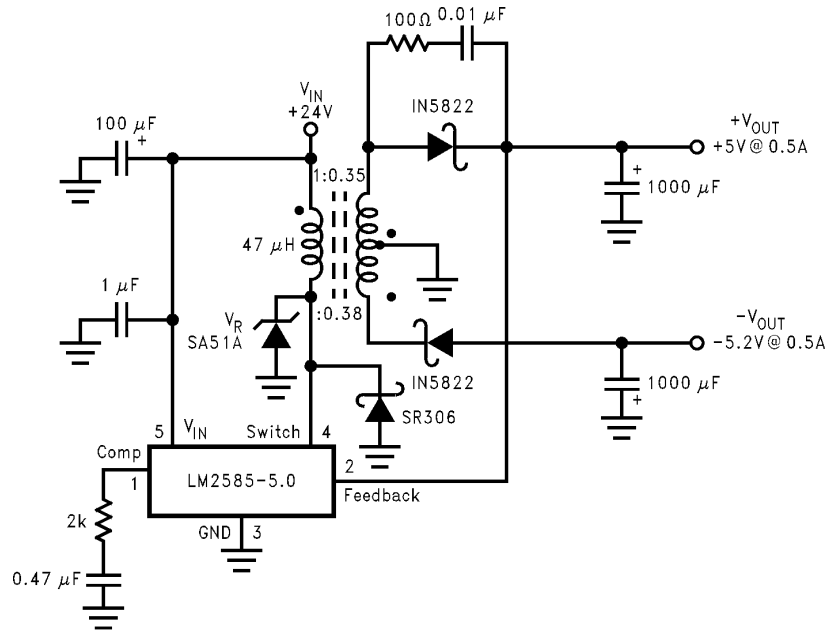 100Ω
0.01 μF
IN5822
V_IN
+24V
100 μF
+
+V_OUT
+5V@ 0.5A
+
1000 μF
1:0.35
47 μH
1 μF
:0.38
V_R
SA51A
-V_OUT
-5.2V@ 0.5A
IN5822
1000 μF
+
SR306
5
V_IN
Switch
4
Comp
1
LM2585-5.0
2
Feedback
2k
GND
3
0.47 μF